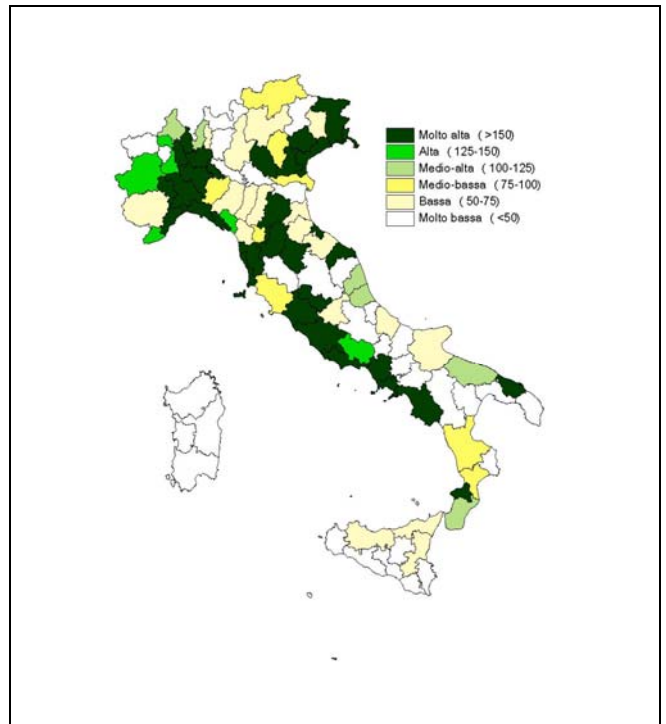 Molto alta (>150)
Alta (125-150)
Medio-alta (100-125)
Medio-bassa (75-100)
Bassa (50-75)
Molto bassa (<50)